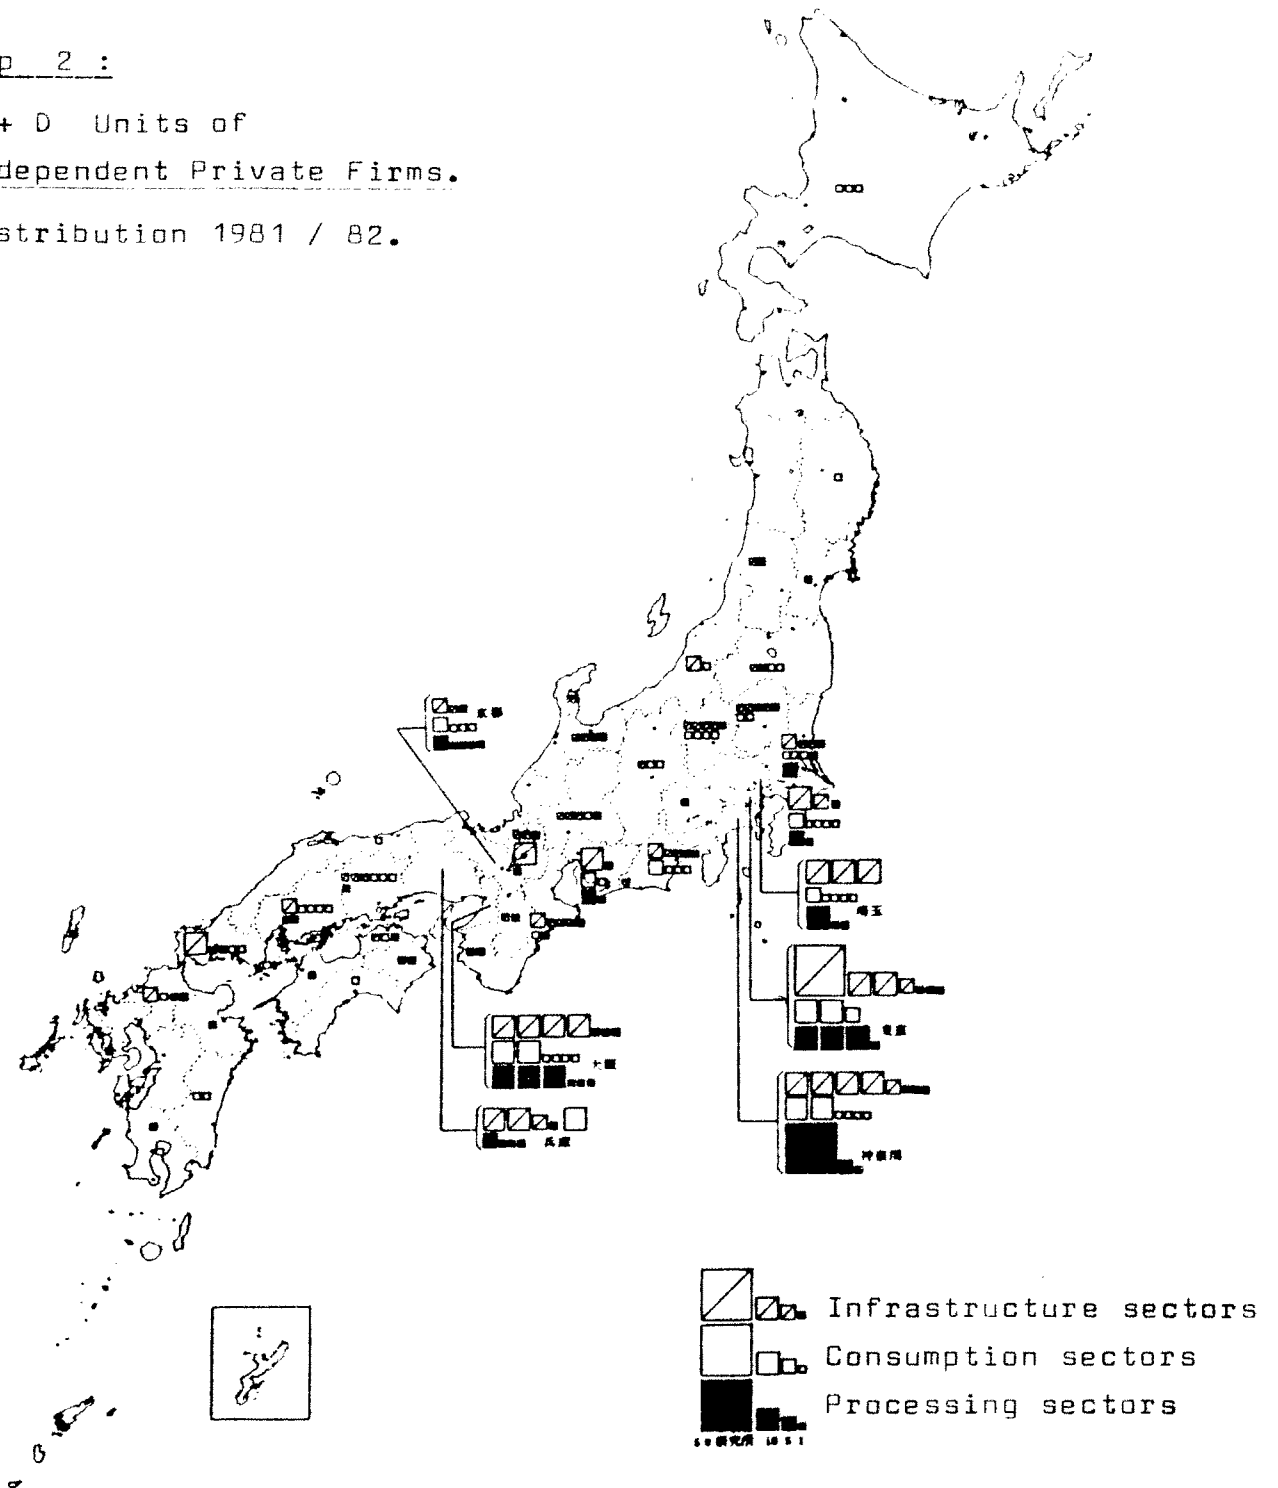 p 2 :
+ D Units of
dependent Private Firms.
stribution 1981 / 82.
京都
埼玉
東京
大阪
兵庫
神奈川
Infrastructure sectors
Consumption sectors
Processing sectors
50研究所 10 5 1